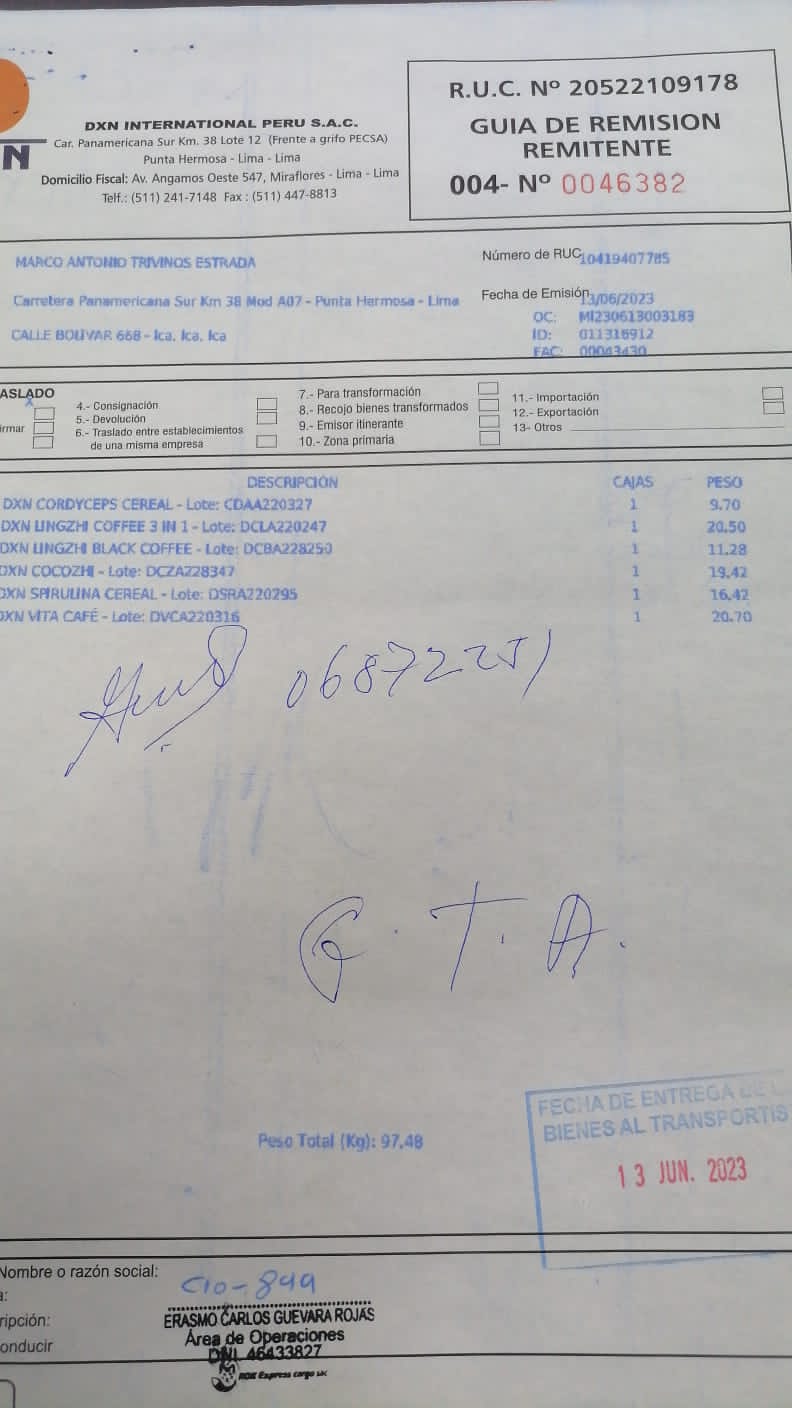 N
DXN INTERNATIONAL PERU S.A.C.
Car. Panamericana Sur Km. 38 Lote 12 (Frente a grifo PECSA)
Punta Hermosa - Lima - Lima
Domicilio Fiscal: Av. Angamos Oeste 547, Miraflores - Lima - Lima
Telf.: (511) 241-7148 Fax : (511) 447-8813
R.U.C. Nº 20522109178
GUIA DE REMISION
REMITENTE
004- Nº 0046382
MARCO ANTONIO TRIVINOS ESTRADA
Número de RUC 10419407785
Carretera Panamericana Sur Km 38 Mod A07 - Punta Hermosa - Lima
Fecha de Emisión 13/06/2023
CALLE BOLIVAR 668 - Ica, Ica, Ica
OC: MI230613003183
ID: 011316912
FAC: 00043430
ASLADO
X
irmar
4.- Consignación
5.- Devolución
6.- Traslado entre establecimientos
de una misma empresa
7.- Para transformación
8.- Recojo bienes transformados
9.- Emisor itinerante
10.- Zona primaria
11.- Importación
12.- Exportación
13- Otros
DESCRIPCIÓN CAJAS PESO
DXN CORDYCEPS CEREAL - Lote: CDAA220327 1 9.70
DXN LINGZHI COFFEE 3 IN 1 - Lote: DCLA220247 1 20.50
DXN LINGZHI BLACK COFFEE - Lote: DCBA228250 1 11.28
DXN COCOZHI - Lote: DCZA228347 1 19.42
DXN SPIRULINA CEREAL - Lote: DSRA220295 1 16.42
DXN VITA CAFÉ - Lote: DVCA220316 1 20.70
06872251
G. T. A.
FECHA DE ENTREGA DE L
BIENES AL TRANSPORTIS
13 JUN. 2023
Peso Total (Kg): 97.48
Nombre o razón social:
a:
ripción:
onducir
C10-899
ERASMO CARLOS GUEVARA ROJAS
Área de Operaciones
DNI. 46433827
Express cargo